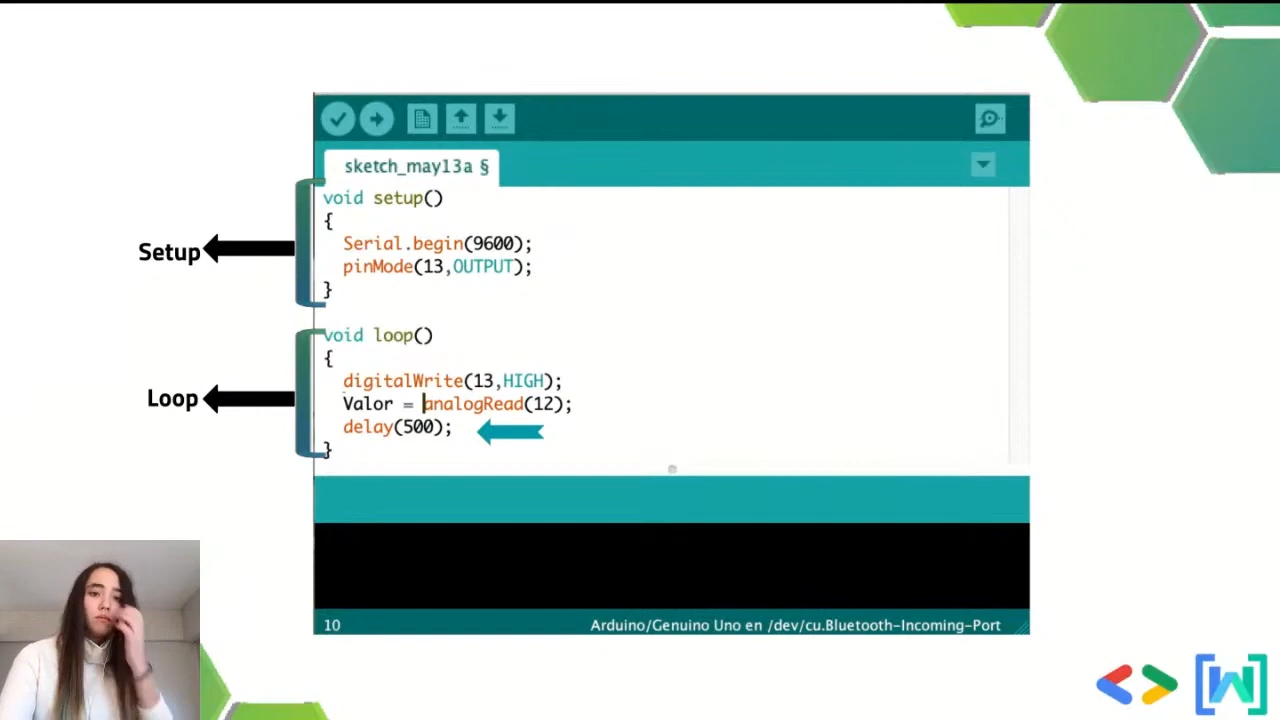 sketch_may13a §
void setup()
{
Serial.begin(9600);
pinMode(13,OUTPUT);
}
Setup
void loop()
{
digitalWrite(13,HIGH);
Valor = analogRead(12);
delay(500);
}
Loop
10
Arduino/Genuino Uno en /dev/cu.Bluetooth-Incoming-Port